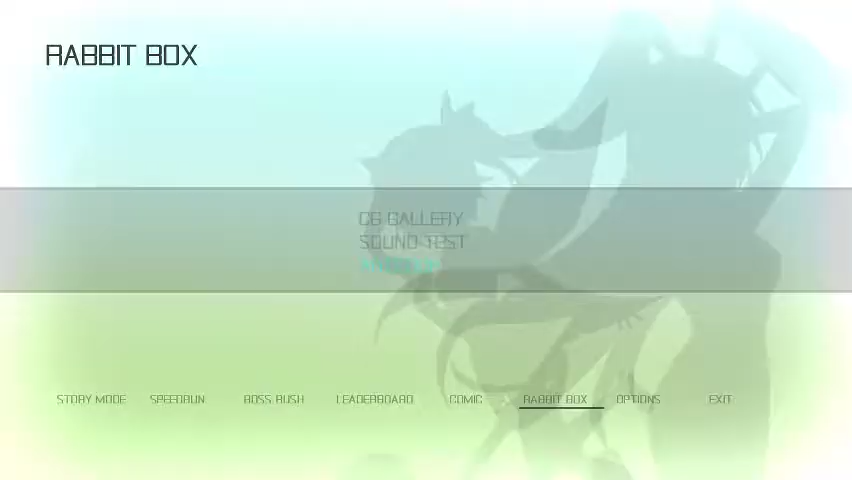 RABBIT BOX
CG GALLERY
SOUND TEST
STORY MODE SPEEDRUN BOSS RUSH LEADERBOARD COMIC RABBIT BOX OPTIONS EXIT